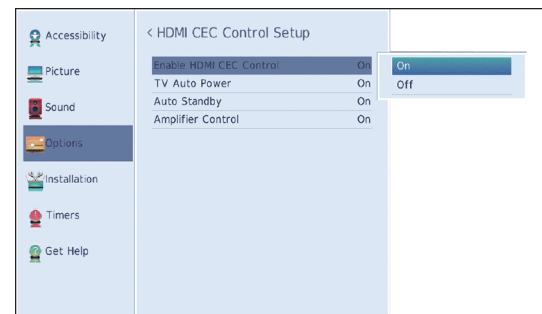 Accessibility
Picture
Sound
Options
Installation
Timers
Get Help
< HDMI CEC Control Setup
Enable HDMI CEC Control On
TV Auto Power On
Auto Standby On
Amplifier Control On
On
Off